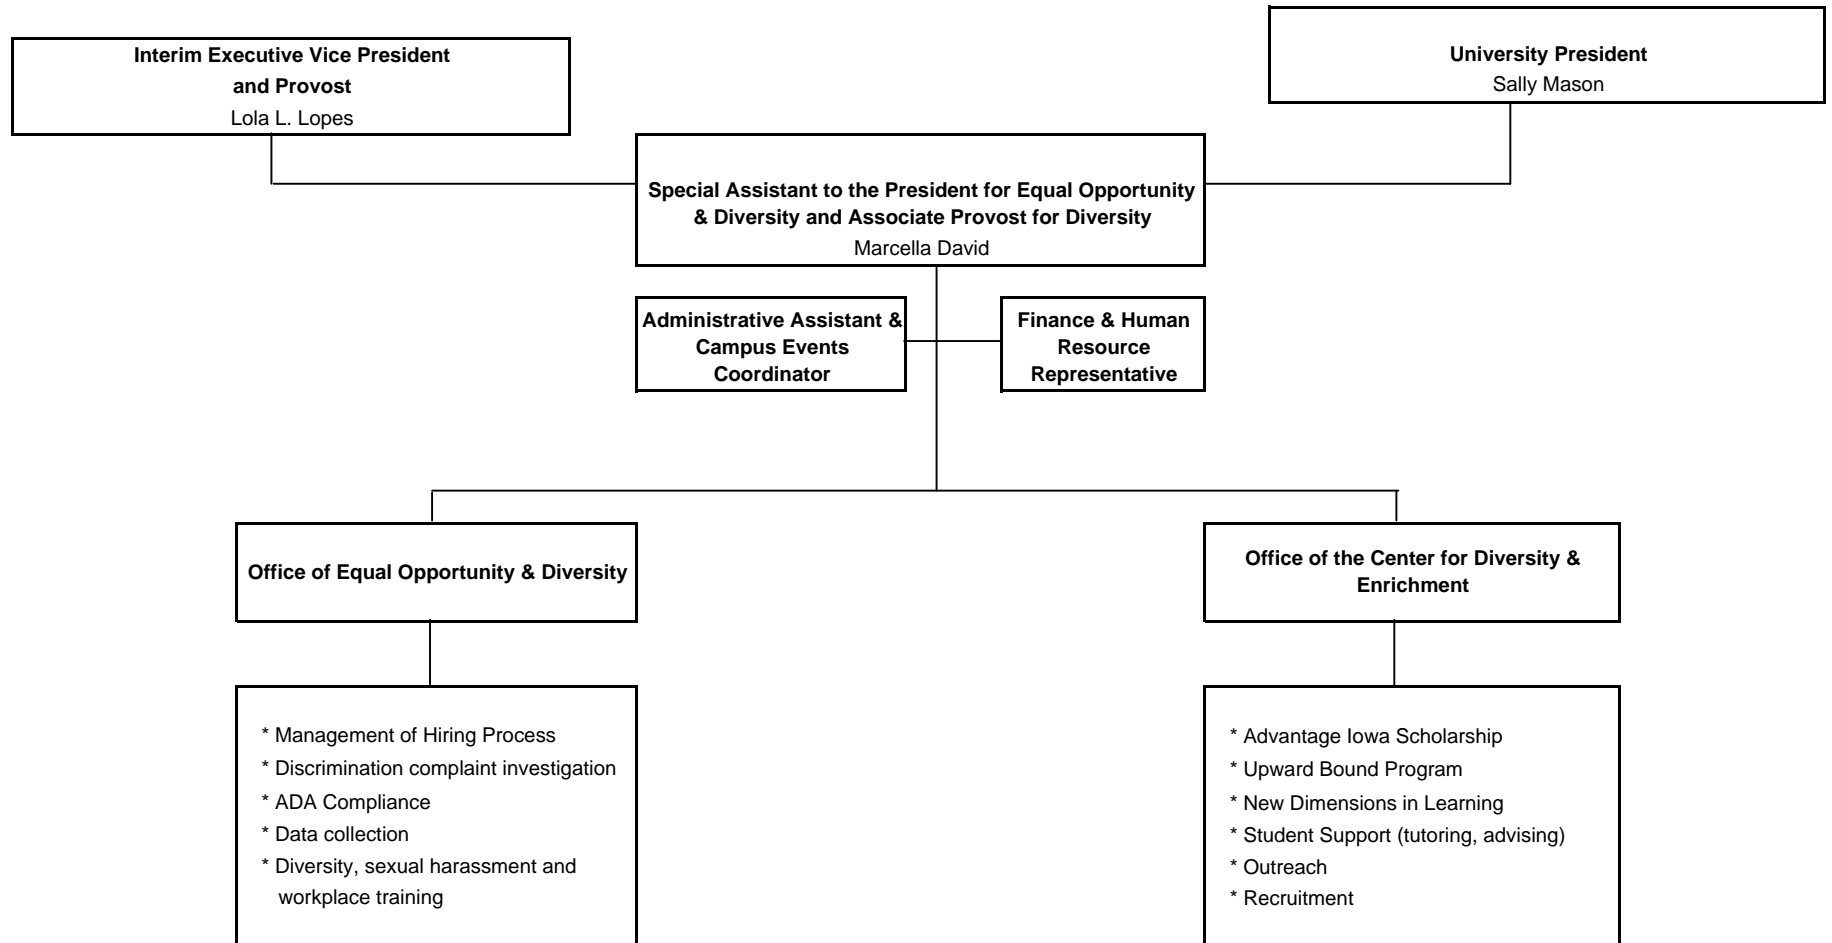 Interim Executive Vice President
and Provost
Lola L. Lopes
University President
Sally Mason
Special Assistant to the President for Equal Opportunity
& Diversity and Associate Provost for Diversity
Marcella David
Administrative Assistant &
Campus Events
Coordinator
Finance & Human
Resource
Representative
Office of Equal Opportunity & Diversity
Office of the Center for Diversity &
Enrichment
* Management of Hiring Process
* Discrimination complaint investigation
* ADA Compliance
* Data collection
* Diversity, sexual harassment and
workplace training
* Advantage Iowa Scholarship
* Upward Bound Program
* New Dimensions in Learning
* Student Support (tutoring, advising)
* Outreach
* Recruitment